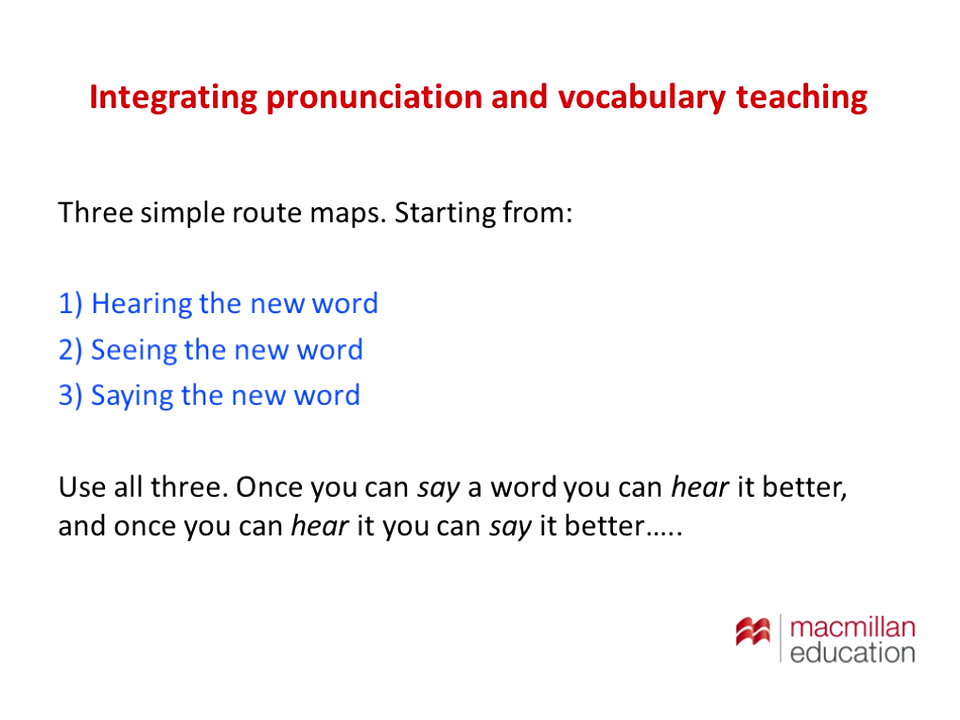 Integrating pronunciation and vocabulary teaching
Three simple route maps. Starting from:
1) Hearing the new word
2) Seeing the new word
3) Saying the new word
Use all three. Once you can say a word you can hear it better,
and once you can hear it you can say it better.....
macmillan
education